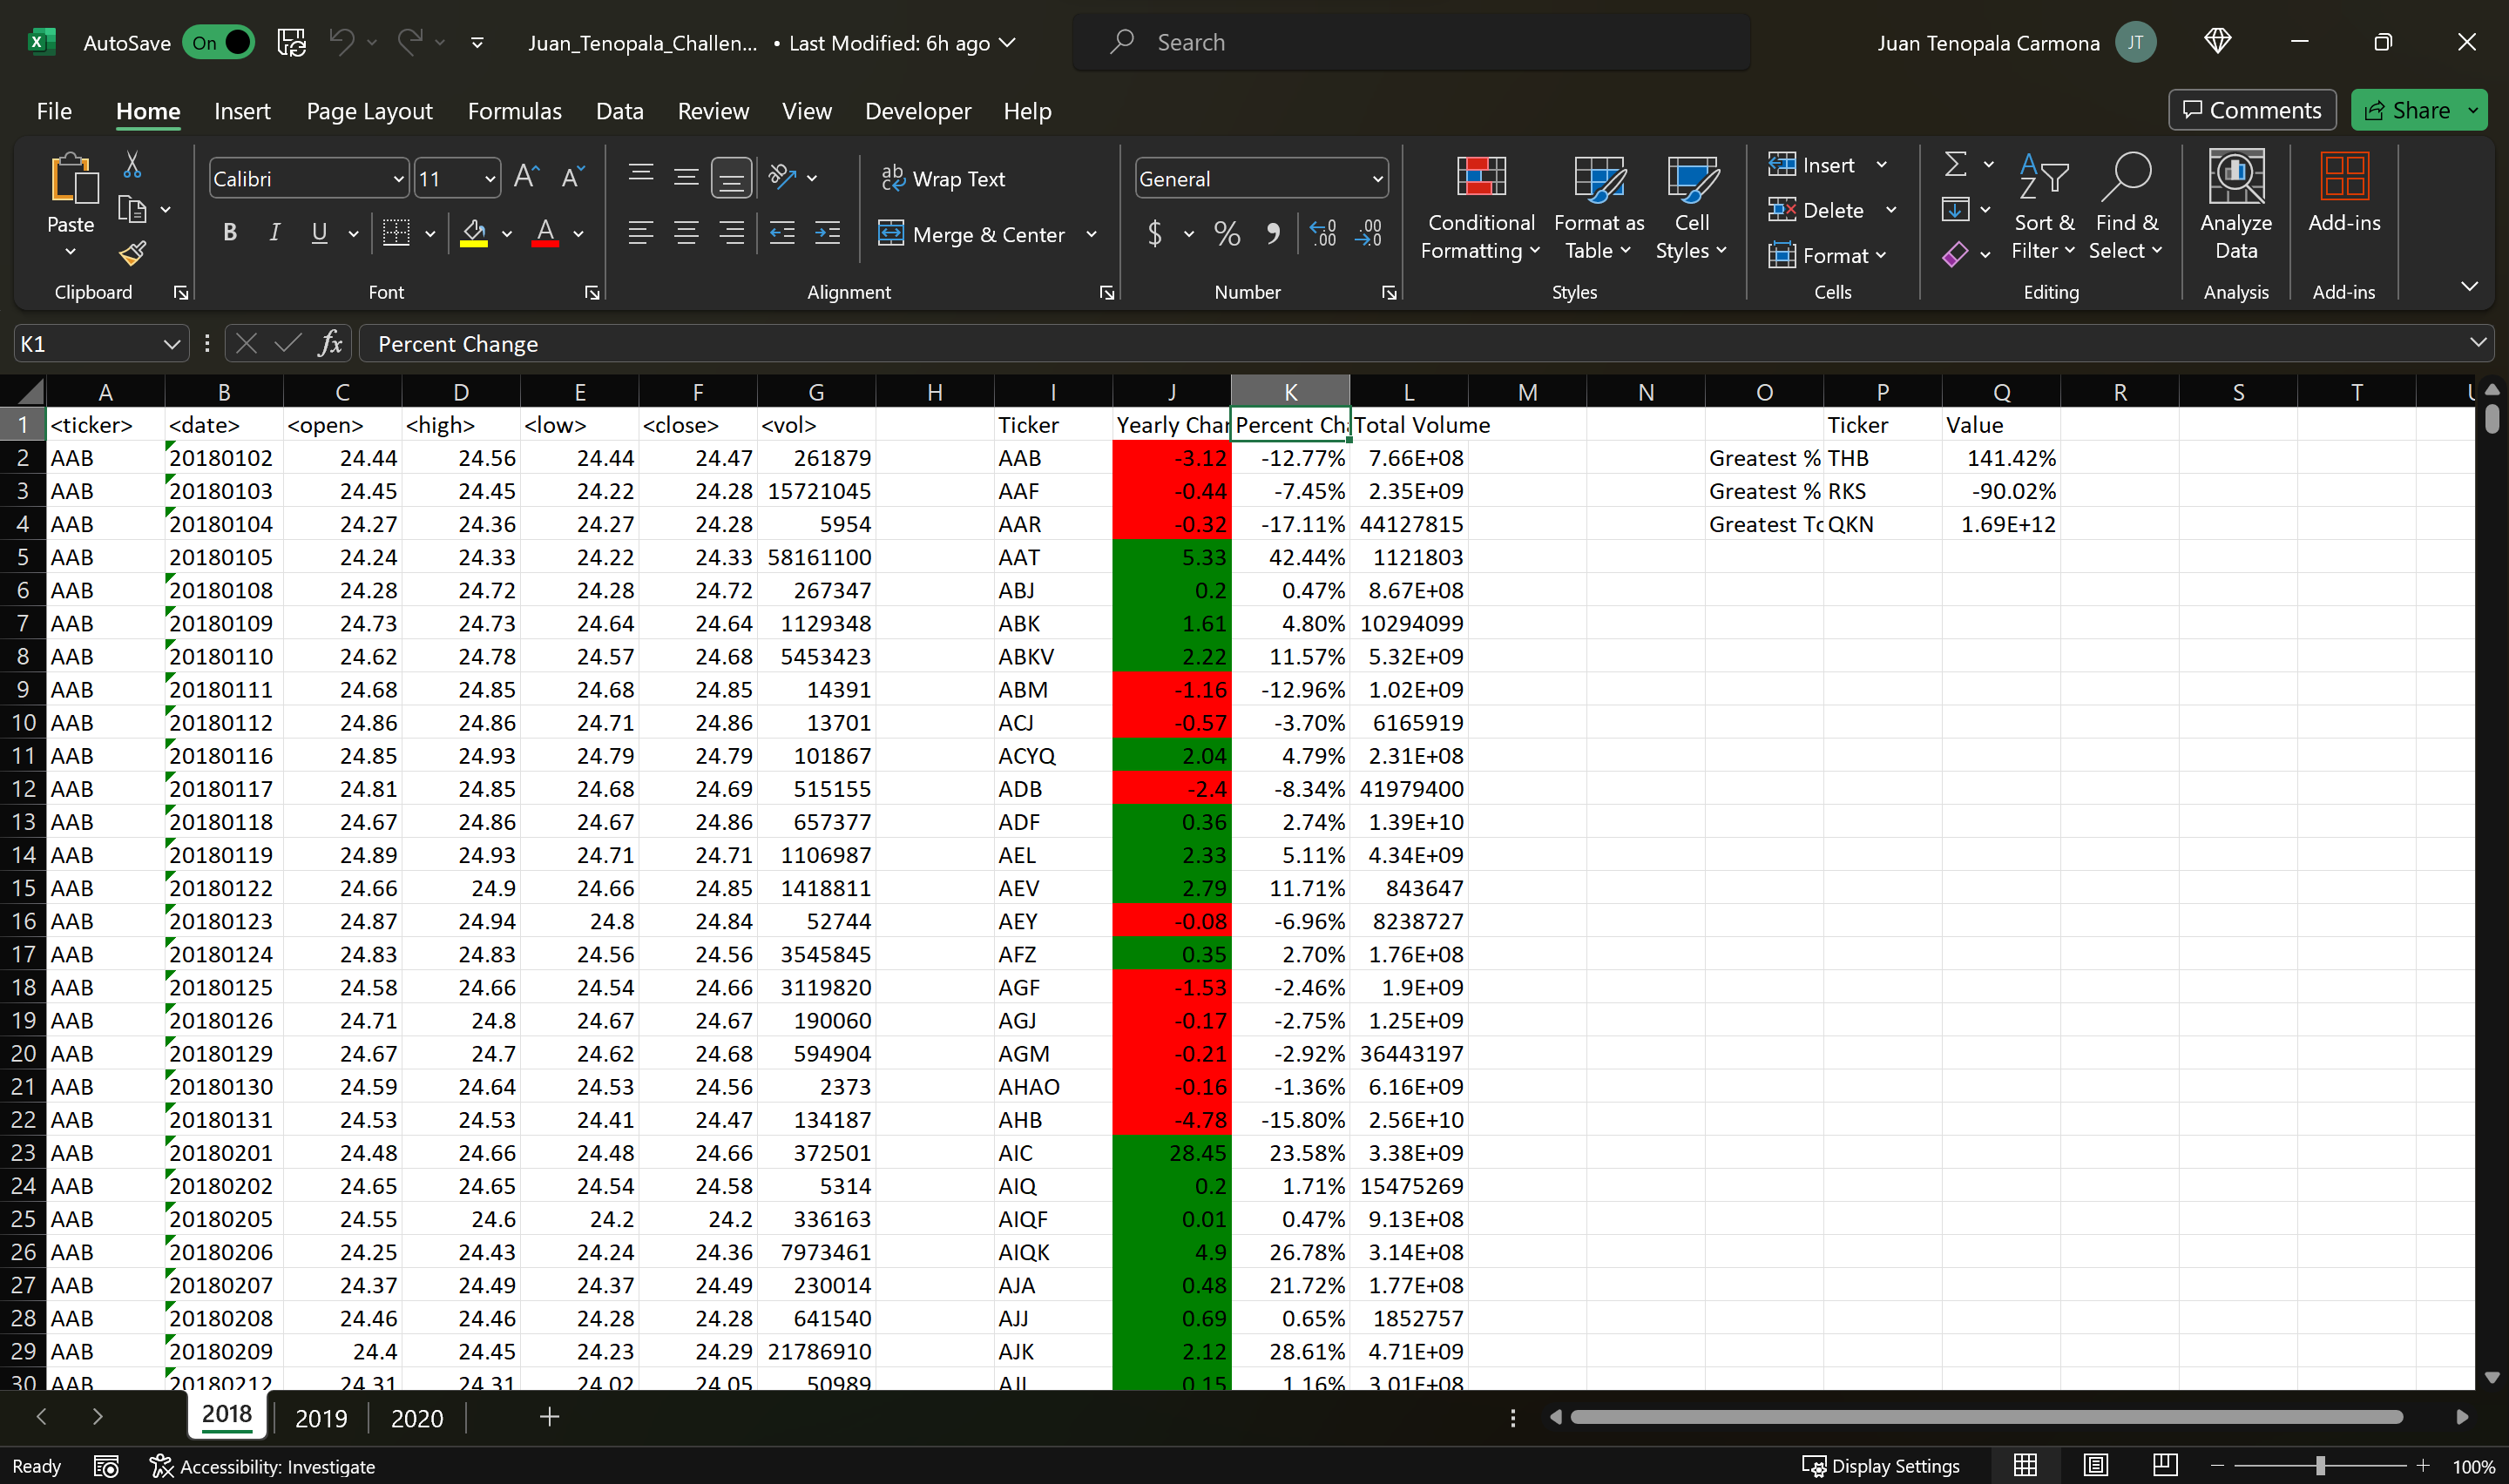 AutoSave On Juan_Tenopala_Challen... • Last Modified: 6h ago Search Juan Tenopala Carmona JT
File Home Insert Page Layout Formulas Data Review View Developer Help Comments Share
Paste Calibri 11 Wrap Text General Conditional Formatting Format as Table Cell Styles Insert Sort & Filter Find & Select Analyze Data Add-ins
B I U A Merge & Center $ % Delete
Format
Clipboard Font Alignment Number Styles Cells Editing Analysis Add-ins
K1 fx Percent Change
A B C D E F G H I J K L M N O P Q R S T
1 <ticker> <date> <open> <high> <low> <close> <vol> Ticker Yearly Char Percent Cha Total Volume Ticker Value
2 AAB 20180102 24.44 24.56 24.44 24.47 261879 AAB -3.12 -12.77% 7.66E+08 Greatest % THB 141.42%
3 AAB 20180103 24.45 24.45 24.22 24.28 15721045 AAF -0.44 -7.45% 2.35E+09 Greatest % RKS -90.02%
4 AAB 20180104 24.27 24.36 24.27 24.28 5954 AAR -0.32 -17.11% 44127815 Greatest Tc QKN 1.69E+12
5 AAB 20180105 24.24 24.33 24.22 24.33 58161100 AAT 5.33 42.44% 1121803
6 AAB 20180108 24.28 24.72 24.28 24.72 267347 ABJ 0.2 0.47% 8.67E+08
7 AAB 20180109 24.73 24.73 24.64 24.64 1129348 ABK 1.61 4.80% 10294099
8 AAB 20180110 24.62 24.78 24.57 24.68 5453423 ABKV 2.22 11.57% 5.32E+09
9 AAB 20180111 24.68 24.85 24.68 24.85 14391 ABM -1.16 -12.96% 1.02E+09
10 AAB 20180112 24.86 24.86 24.71 24.86 13701 ACJ -0.57 -3.70% 6165919
11 AAB 20180116 24.85 24.93 24.79 24.79 101867 ACYQ 2.04 4.79% 2.31E+08
12 AAB 20180117 24.81 24.85 24.68 24.69 515155 ADB -2.4 -8.34% 41979400
13 AAB 20180118 24.67 24.86 24.67 24.86 657377 ADF 0.36 2.74% 1.39E+10
14 AAB 20180119 24.89 24.93 24.71 24.71 1106987 AEL 2.33 5.11% 4.34E+09
15 AAB 20180122 24.66 24.9 24.66 24.85 1418811 AEV 2.79 11.71% 843647
16 AAB 20180123 24.87 24.94 24.8 24.84 52744 AEY -0.08 -6.96% 8238727
17 AAB 20180124 24.83 24.83 24.56 24.56 3545845 AFZ 0.35 2.70% 1.76E+08
18 AAB 20180125 24.58 24.66 24.54 24.66 3119820 AGF -1.53 -2.46% 1.9E+09
19 AAB 20180126 24.71 24.8 24.67 24.67 190060 AGJ -0.17 -2.75% 1.25E+09
20 AAB 20180129 24.67 24.7 24.62 24.68 594904 AGM -0.21 -2.92% 36443197
21 AAB 20180130 24.59 24.64 24.53 24.56 2373 AHAO -0.16 -1.36% 6.16E+09
22 AAB 20180131 24.53 24.53 24.41 24.47 134187 AHB -4.78 -15.80% 2.56E+10
23 AAB 20180201 24.48 24.66 24.48 24.66 372501 AIC 28.45 23.58% 3.38E+09
24 AAB 20180202 24.65 24.65 24.54 24.58 5314 AIQ 0.2 1.71% 15475269
25 AAB 20180205 24.55 24.6 24.2 24.2 336163 AIQF 0.01 0.47% 9.13E+08
26 AAB 20180206 24.25 24.43 24.24 24.36 7973461 AIQK 4.9 26.78% 3.14E+08
27 AAB 20180207 24.37 24.49 24.37 24.49 230014 AJA 0.48 21.72% 1.77E+08
28 AAB 20180208 24.46 24.46 24.28 24.28 641540 AJJ 0.69 0.65% 1852757
29 AAB 20180209 24.4 24.45 24.23 24.29 21786910 AJK 2.12 28.61% 4.71E+09
30 AAB 20180212 24.31 24.31 24.02 24.05 50989 0.15 1.16% 3.01E+08
2018 2019 2020
Ready Accessibility: Investigate Display Settings 100%